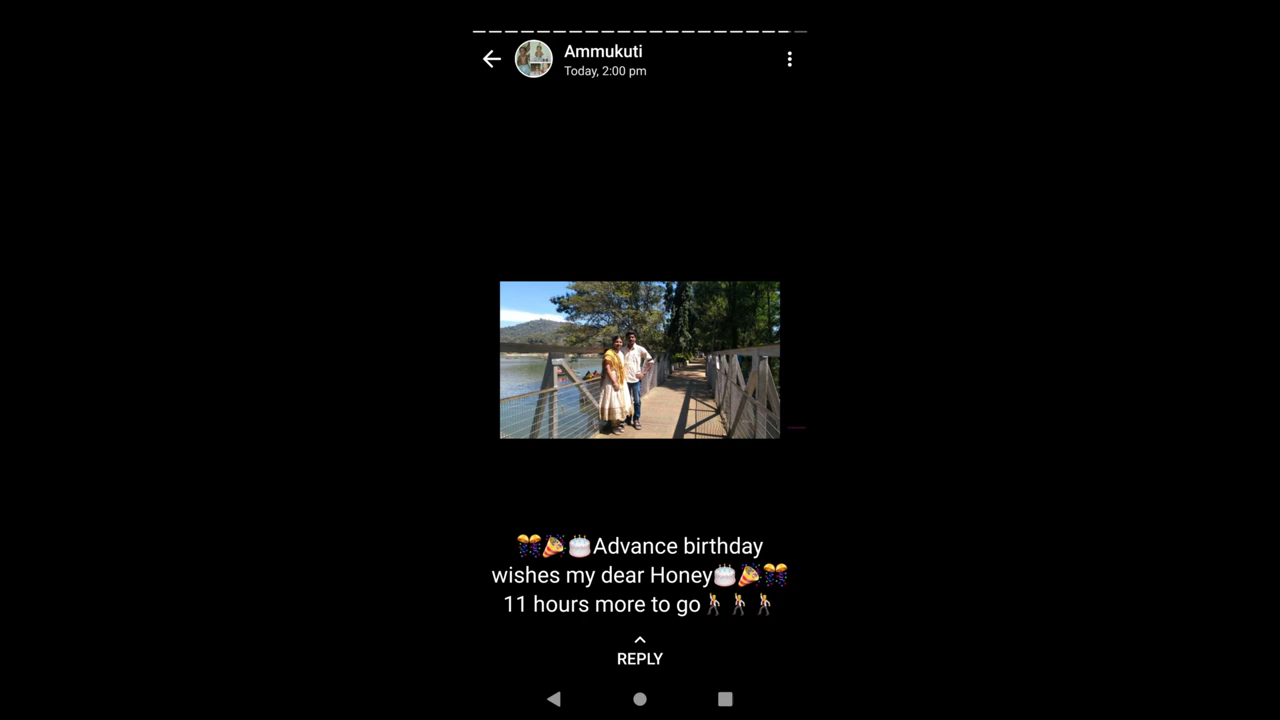 Ammukuti
Today, 2:00 pm
🎊🎉🎂Advance birthday
wishes my dear Honey🎂🎉🎊
11 hours more to go🕺🕺🕺
REPLY